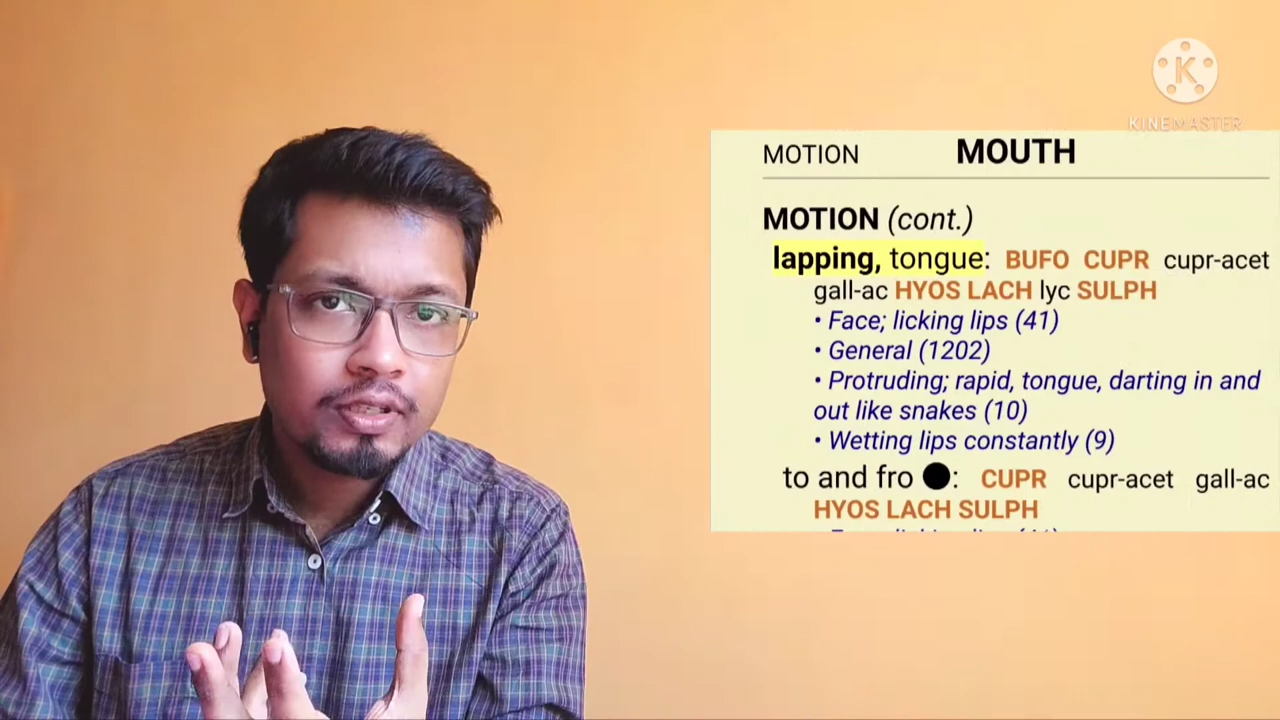 K
KINEMASTER
MOTION MOUTH
MOTION (cont.)
lapping, tongue: BUFO CUPR cupr-acet
gall-ac HYOS LACH lyc SULPH
• Face; licking lips (41)
• General (1202)
• Protruding; rapid, tongue, darting in and
out like snakes (10)
• Wetting lips constantly (9)
to and fro ●: CUPR cupr-acet gall-ac
HYOS LACH SULPH